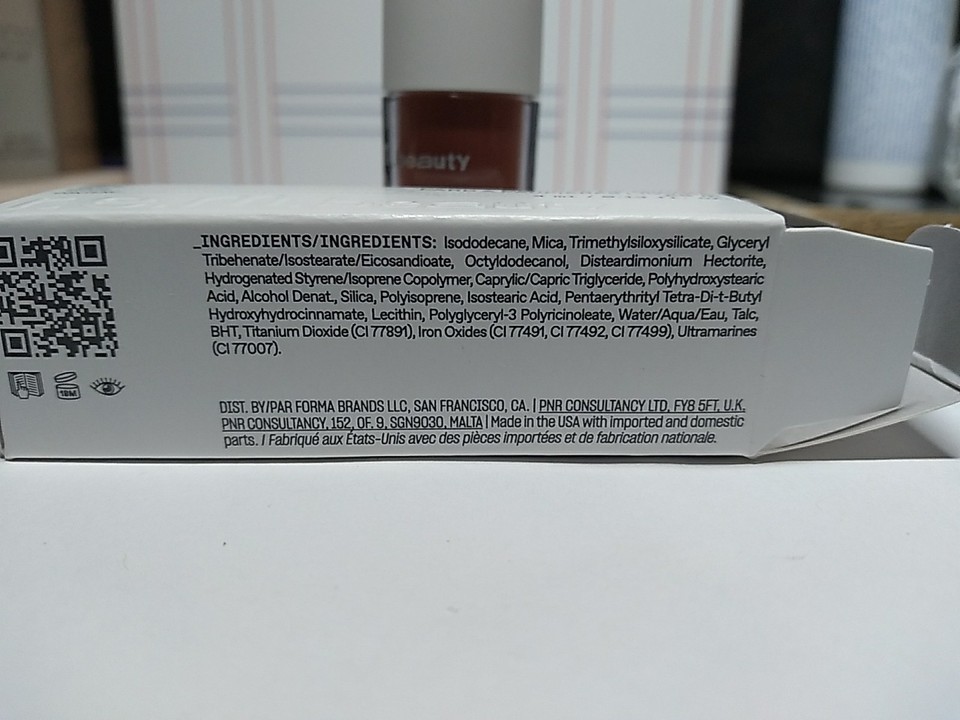 beauty
_INGREDIENTS/INGREDIENTS: Isododecane, Mica, Trimethylsiloxysilicate, Glyceryl
Tribehenate/Isostearate/Eicosandioate, Octyldodecanol, Disteardimonium Hectorite,
Hydrogenated Styrene/Isoprene Copolymer, Caprylic/Capric Triglyceride, Polyhydroxystearic
Acid, Alcohol Denat., Silica, Polyisoprene, Isostearic Acid, Pentaerythrityl Tetra-Di-t-Butyl
Hydroxyhydrocinnamate, Lecithin, Polyglyceryl-3 Polyricinoleate, Water/Aqua/Eau, Talc,
BHT, Titanium Dioxide (CI 77891), Iron Oxides (CI 77491, CI 77492, CI 77499), Ultramarines
(CI 77007).
18M
DIST. BY/PAR FORMA BRANDS LLC, SAN FRANCISCO, CA. | PNR CONSULTANCY LTD, FY8 5FT, U.K.
PNR CONSULTANCY, 152, OF. 9, SGN9030, MALTA | Made in the USA with imported and domestic
parts. / Fabriqué aux États-Unis avec des pièces importées et de fabrication nationale.